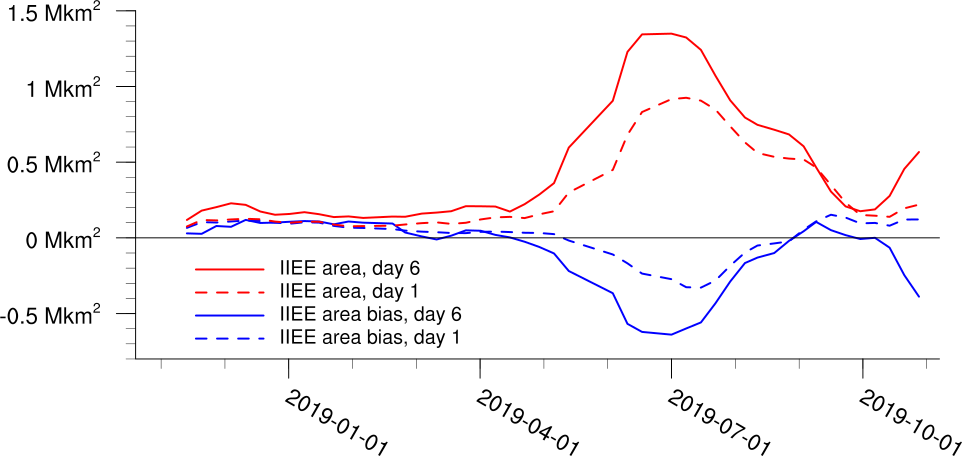 1.5 Mkm²
1 Mkm²
0.5 Mkm²
0 Mkm²
-0.5 Mkm²
IIEE area, day 6
IIEE area, day 1
IIEE area bias, day 6
IIEE area bias, day 1
2019-01-01
2019-04-01
2019-07-01
2019-10-01